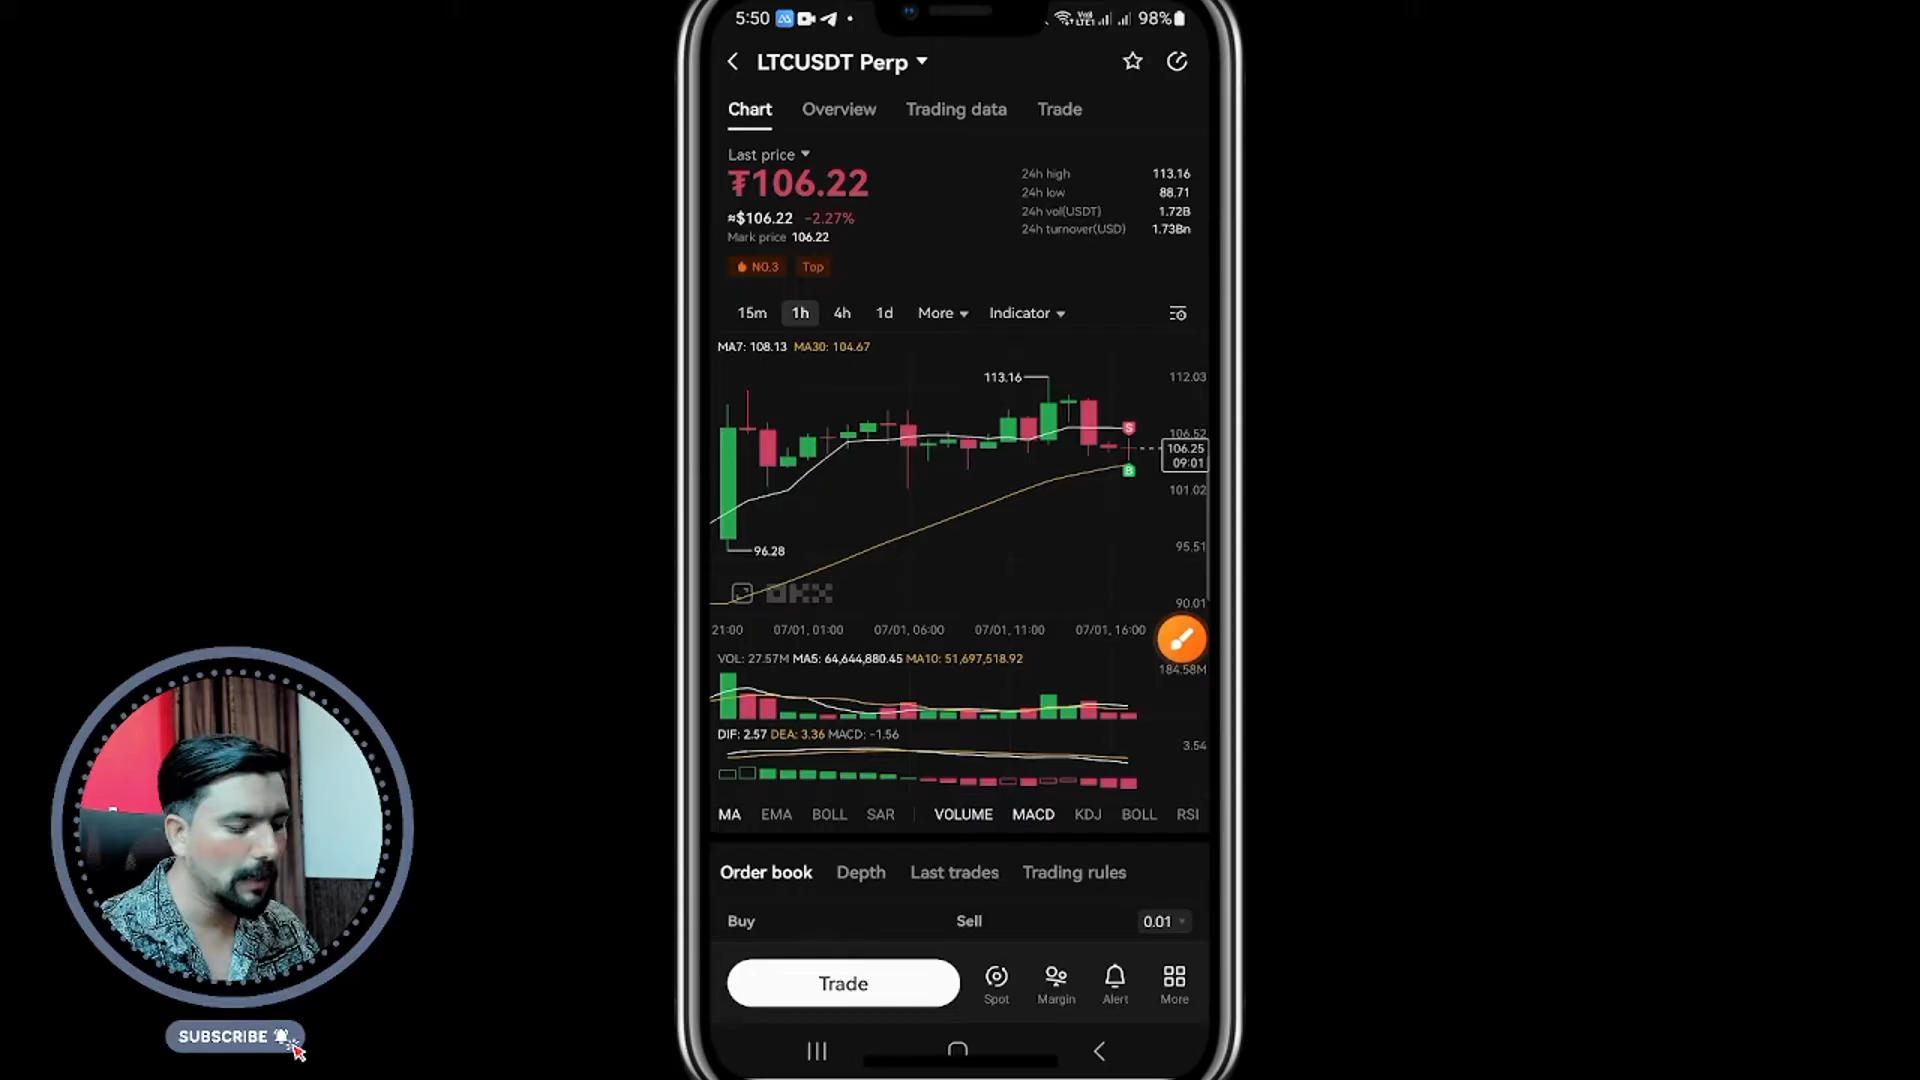 5:50 98%
LTCUSDT Perp
Chart Overview Trading data Trade
Last price
₮106.22
≈$106.22 -2.27%
Mark price 106.22
24h high 113.16
24h low 88.71
24h vol(USDT) 1.72B
24h turnover(USD) 1.73Bn
NO.3 Top
15m 1h 4h 1d More Indicator
MA7: 108.13 MA30: 104.67
113.16
112.03
S
106.52
106.25
09:01
B
101.02
95.51
96.28
OKX
90.01
21:00 07/01, 01:00 07/01, 06:00 07/01, 11:00 07/01, 16:00
VOL: 27.57M MA5: 64,644,880.45 MA10: 51,697,518.92
184.58M
DIF: 2.57 DEA: 3.36 MACD: -1.56
3.54
MA EMA BOLL SAR VOLUME MACD KDJ BOLL RSI
Order book Depth Last trades Trading rules
Buy Sell 0.01
Trade Spot Margin Alert More
SUBSCRIBE